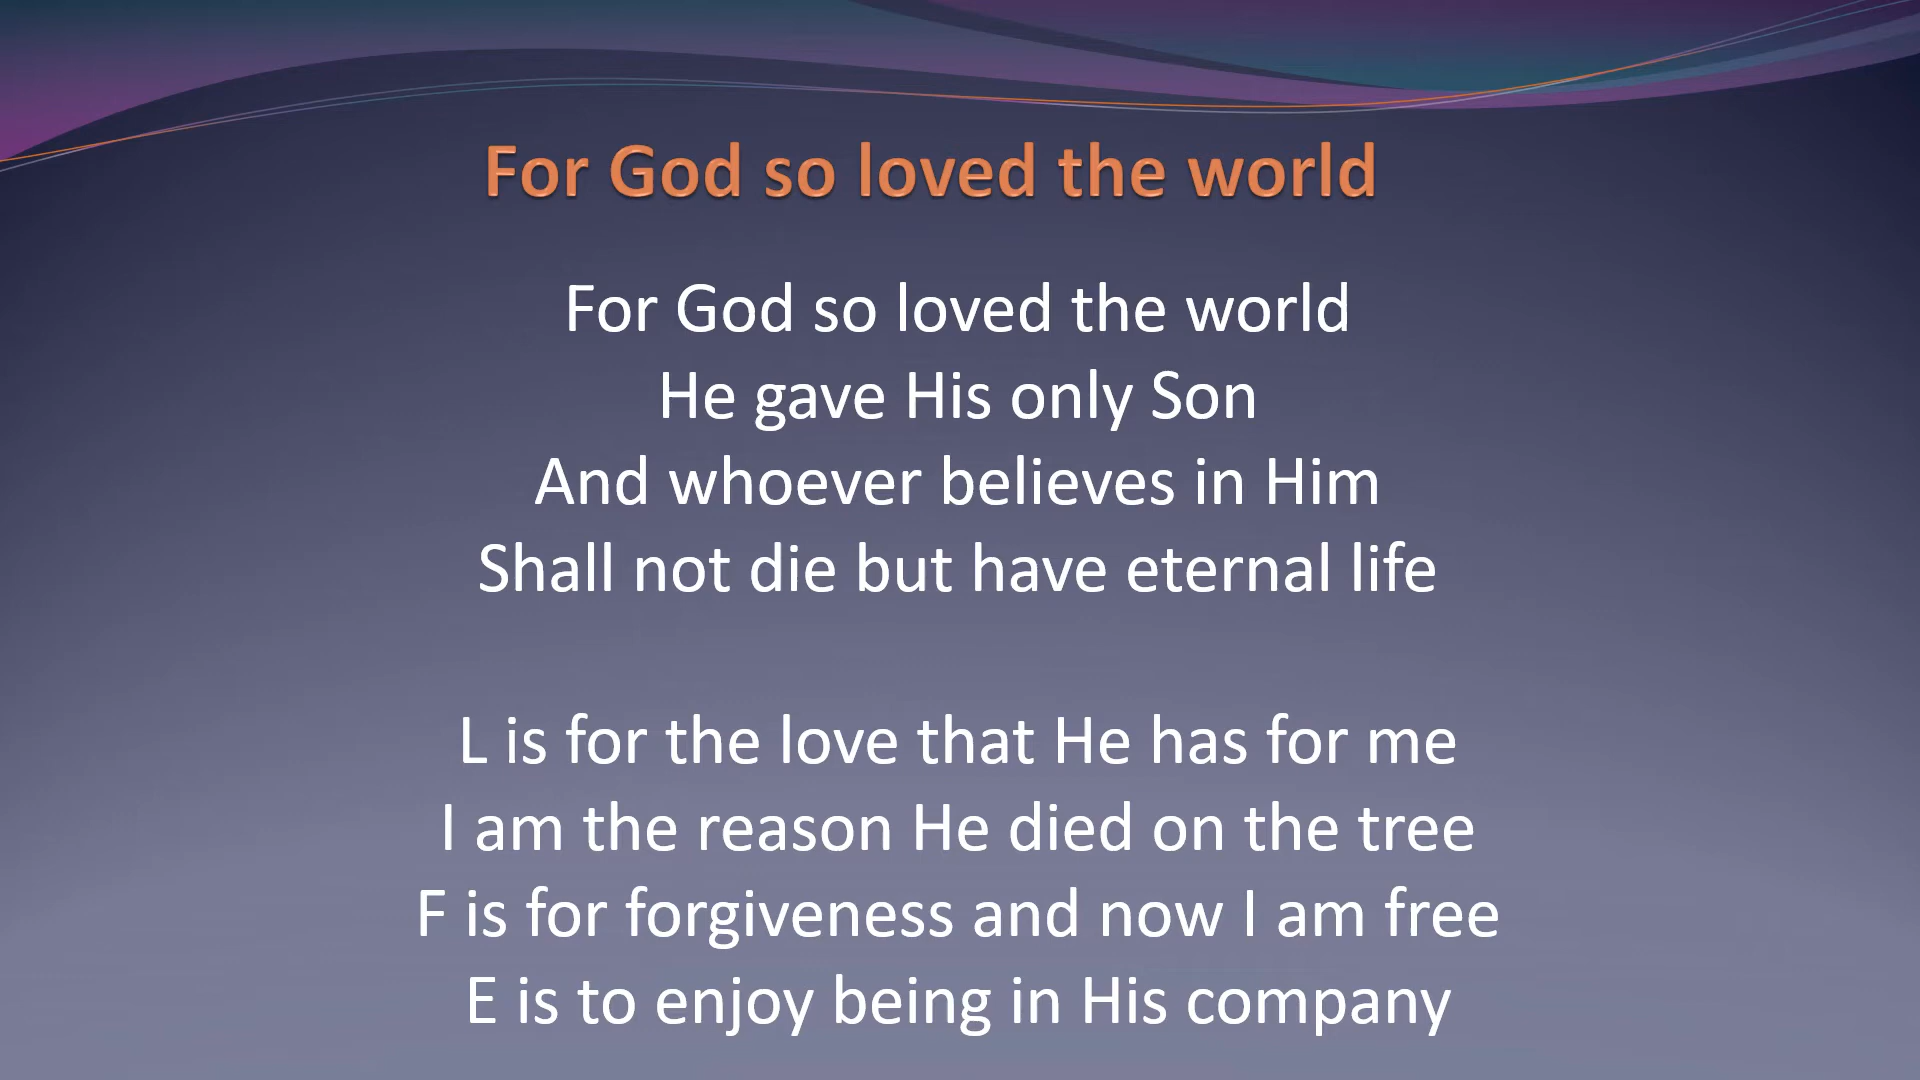 For God so loved the world
For God so loved the world
He gave His only Son
And whoever believes in Him
Shall not die but have eternal life
L is for the love that He has for me
I am the reason He died on the tree
F is for forgiveness and now I am free
E is to enjoy being in His company